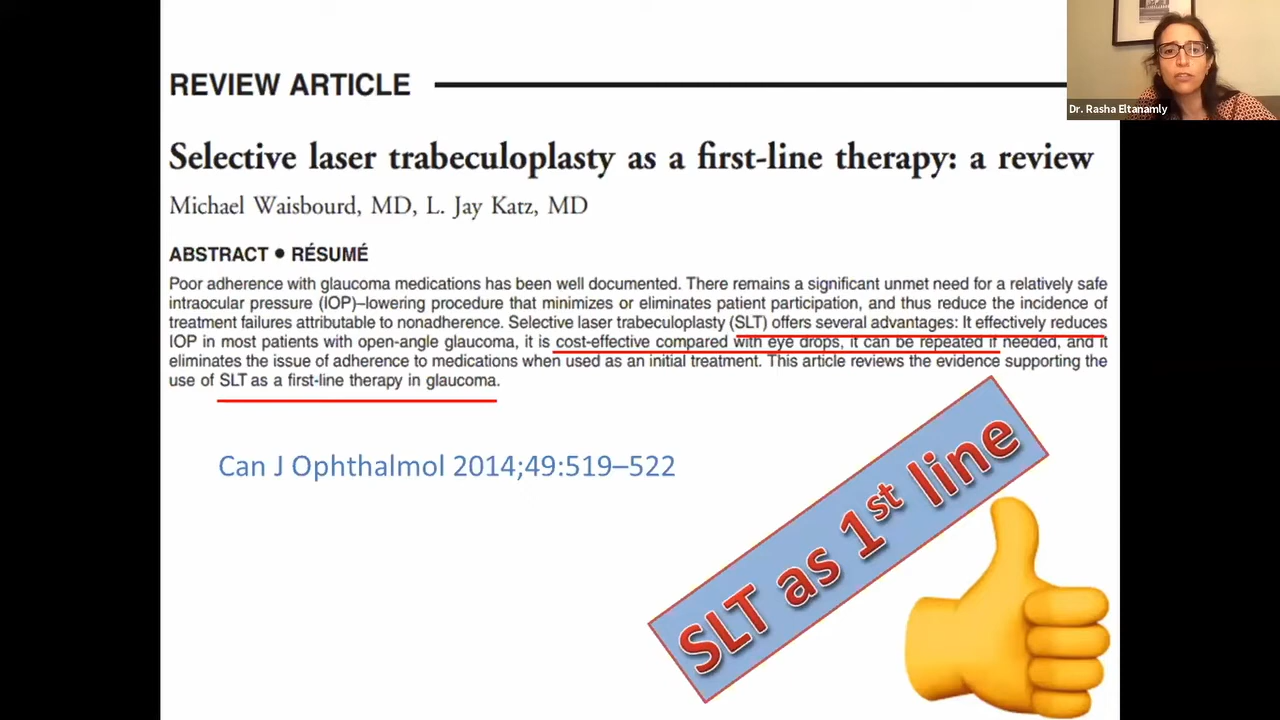 REVIEW ARTICLE
Dr. Rasha Eltanamly
Selective laser trabeculoplasty as a first-line therapy: a review
Michael Waisbourd, MD, L. Jay Katz, MD
ABSTRACT ● RÉSUMÉ
Poor adherence with glaucoma medications has been well documented. There remains a significant unmet need for a relatively safe
intraocular pressure (IOP)–lowering procedure that minimizes or eliminates patient participation, and thus reduce the incidence of
treatment failures attributable to nonadherence. Selective laser trabeculoplasty (SLT) offers several advantages: It effectively reduces
IOP in most patients with open-angle glaucoma, it is cost-effective compared with eye drops, it can be repeated if needed, and it
eliminates the issue of adherence to medications when used as an initial treatment. This article reviews the evidence supporting the
use of SLT as a first-line therapy in glaucoma.
Can J Ophthalmol 2014;49:519–522
SLT as 1st line